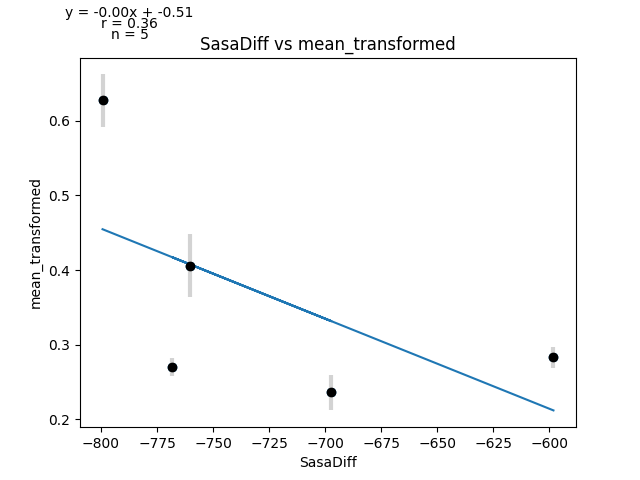 y = -0.00x + -0.51
r = 0.36
n = 5
SasaDiff vs mean_transformed
0.6
0.5
0.4
0.3
0.2
mean_transformed
−800
−775
−750
−725
−700
−675
−650
−625
−600
SasaDiff